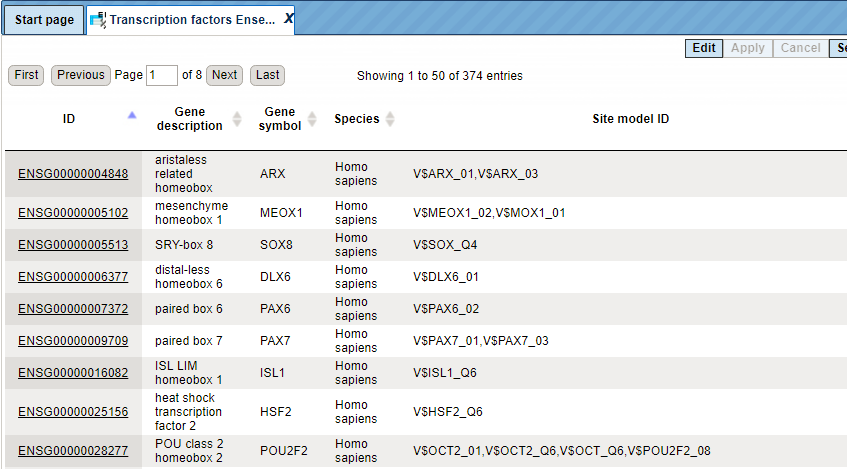 Start page
Transcription factors Ense... X
Edit Apply Cancel
First Previous Page 1 of 8 Next Last Showing 1 to 50 of 374 entries
ID Gene description Gene symbol Species Site model ID
ENSG00000004848 aristaless related homeobox ARX Homo sapiens V$ARX_01,V$ARX_03
ENSG00000005102 mesenchyme homeobox 1 MEOX1 Homo sapiens V$MEOX1_02,V$MOX1_01
ENSG00000005513 SRY-box 8 SOX8 Homo sapiens V$SOX_Q4
ENSG00000006377 distal-less homeobox 6 DLX6 Homo sapiens V$DLX6_01
ENSG00000007372 paired box 6 PAX6 Homo sapiens V$PAX6_02
ENSG00000009709 paired box 7 PAX7 Homo sapiens V$PAX7_01,V$PAX7_03
ENSG00000016082 ISL LIM homeobox 1 ISL1 Homo sapiens V$ISL1_Q6
ENSG00000025156 heat shock transcription factor 2 HSF2 Homo sapiens V$HSF2_Q6
ENSG00000028277 POU class 2 homeobox 2 POU2F2 Homo sapiens V$OCT2_01,V$OCT2_Q6,V$OCT_Q6,V$POU2F2_08